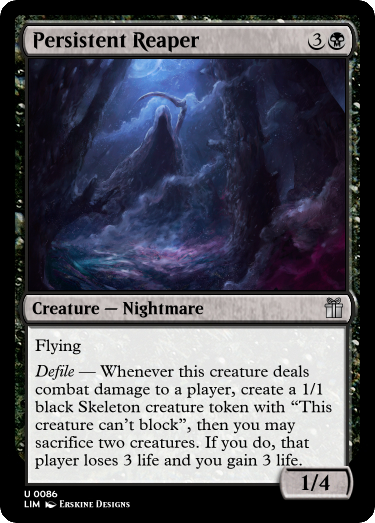 Persistent Reaper 3
Creature — Nightmare
Flying
Defile — Whenever this creature deals
combat damage to a player, create a 1/1
black Skeleton creature token with “This
creature can’t block”, then you may
sacrifice two creatures. If you do, that
player loses 3 life and you gain 3 life.
1/4
U 0086
LIM Erskine Designs